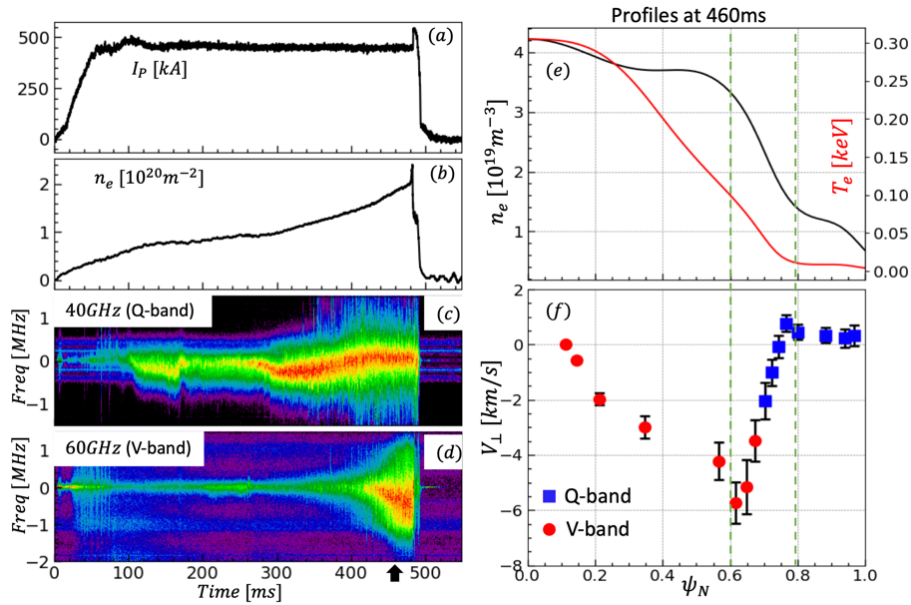 500
250
0
I_P [kA]
(a)
2
1
0
n_e [10^20 m^-2]
(b)
40GHz (Q-band)
(c)
1
0
-1
Freq [MHz]
60GHz (V-band)
(d)
1
0
-1
-2
Freq [MHz]
0 100 200 300 400 500
Time [ms]
Profiles at 460ms
(e)
4
3
2
1
n_e [10^19 m^-3]
0.30
0.25
0.20
0.15
0.10
0.05
0.00
T_e [keV]
(f)
2
0
−2
−4
−6
−8
V_⊥ [km/s]
Q-band
V-band
0.0 0.2 0.4 0.6 0.8 1.0
ψ_N